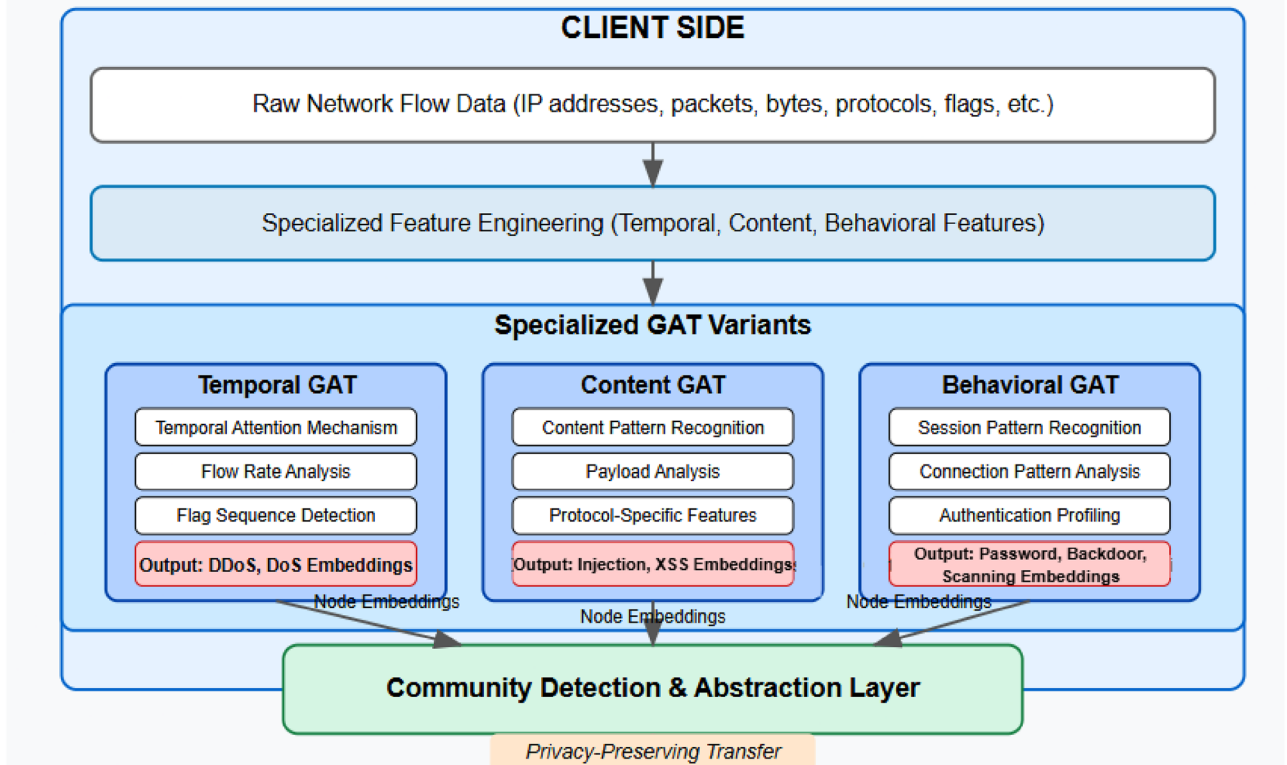 CLIENT SIDE
Raw Network Flow Data (IP addresses, packets, bytes, protocols, flags, etc.)
Specialized Feature Engineering (Temporal, Content, Behavioral Features)
Specialized GAT Variants
Temporal GAT
Temporal Attention Mechanism
Flow Rate Analysis
Flag Sequence Detection
Output: DDoS, DoS Embeddings
Node Embeddings
Content GAT
Content Pattern Recognition
Payload Analysis
Protocol-Specific Features
Output: Injection, XSS Embeddings
Node Embeddings
Behavioral GAT
Session Pattern Recognition
Connection Pattern Analysis
Authentication Profiling
Output: Password, Backdoor,
Scanning Embeddings
Node Embeddings
Community Detection & Abstraction Layer
Privacy-Preserving Transfer